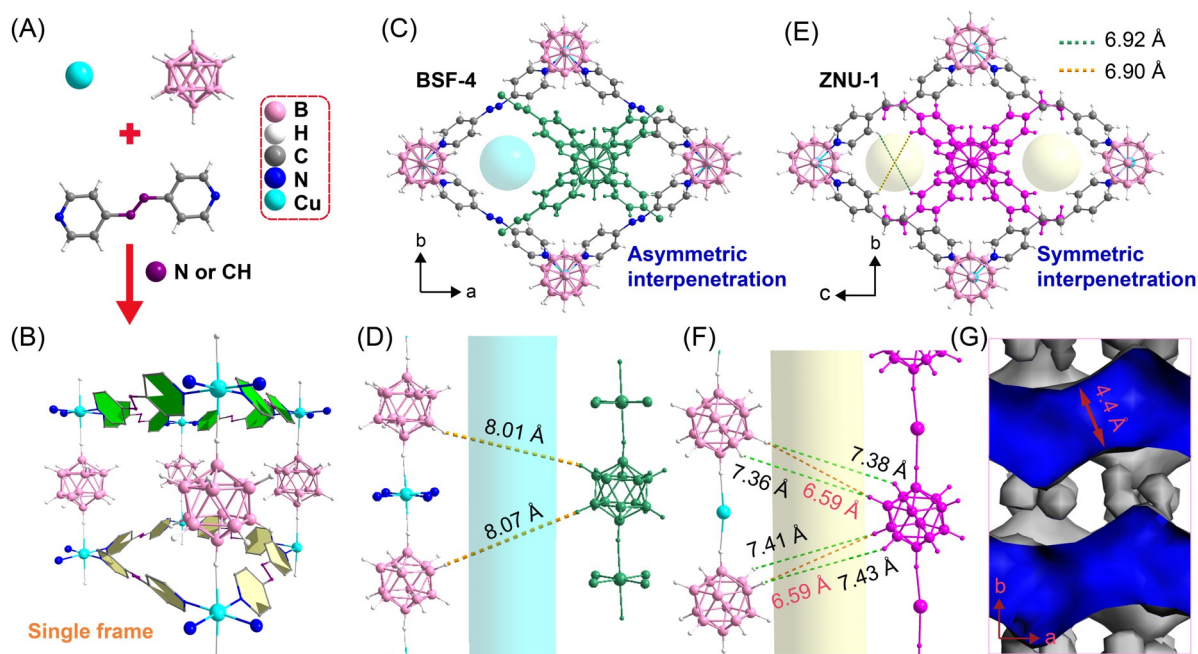 (A)
B
H
C
N
Cu
N or CH
(B)
Single frame
(C)
BSF-4
b
a
Asymmetric
interpenetration
(D)
8.01 Å
8.07 Å
(E)
ZNU-1
6.92 Å
6.90 Å
b
c
Symmetric
interpenetration
(F)
7.38 Å
7.36 Å
6.59 Å
7.41 Å
7.43 Å
6.59 Å
(G)
4.4 Å
b
a